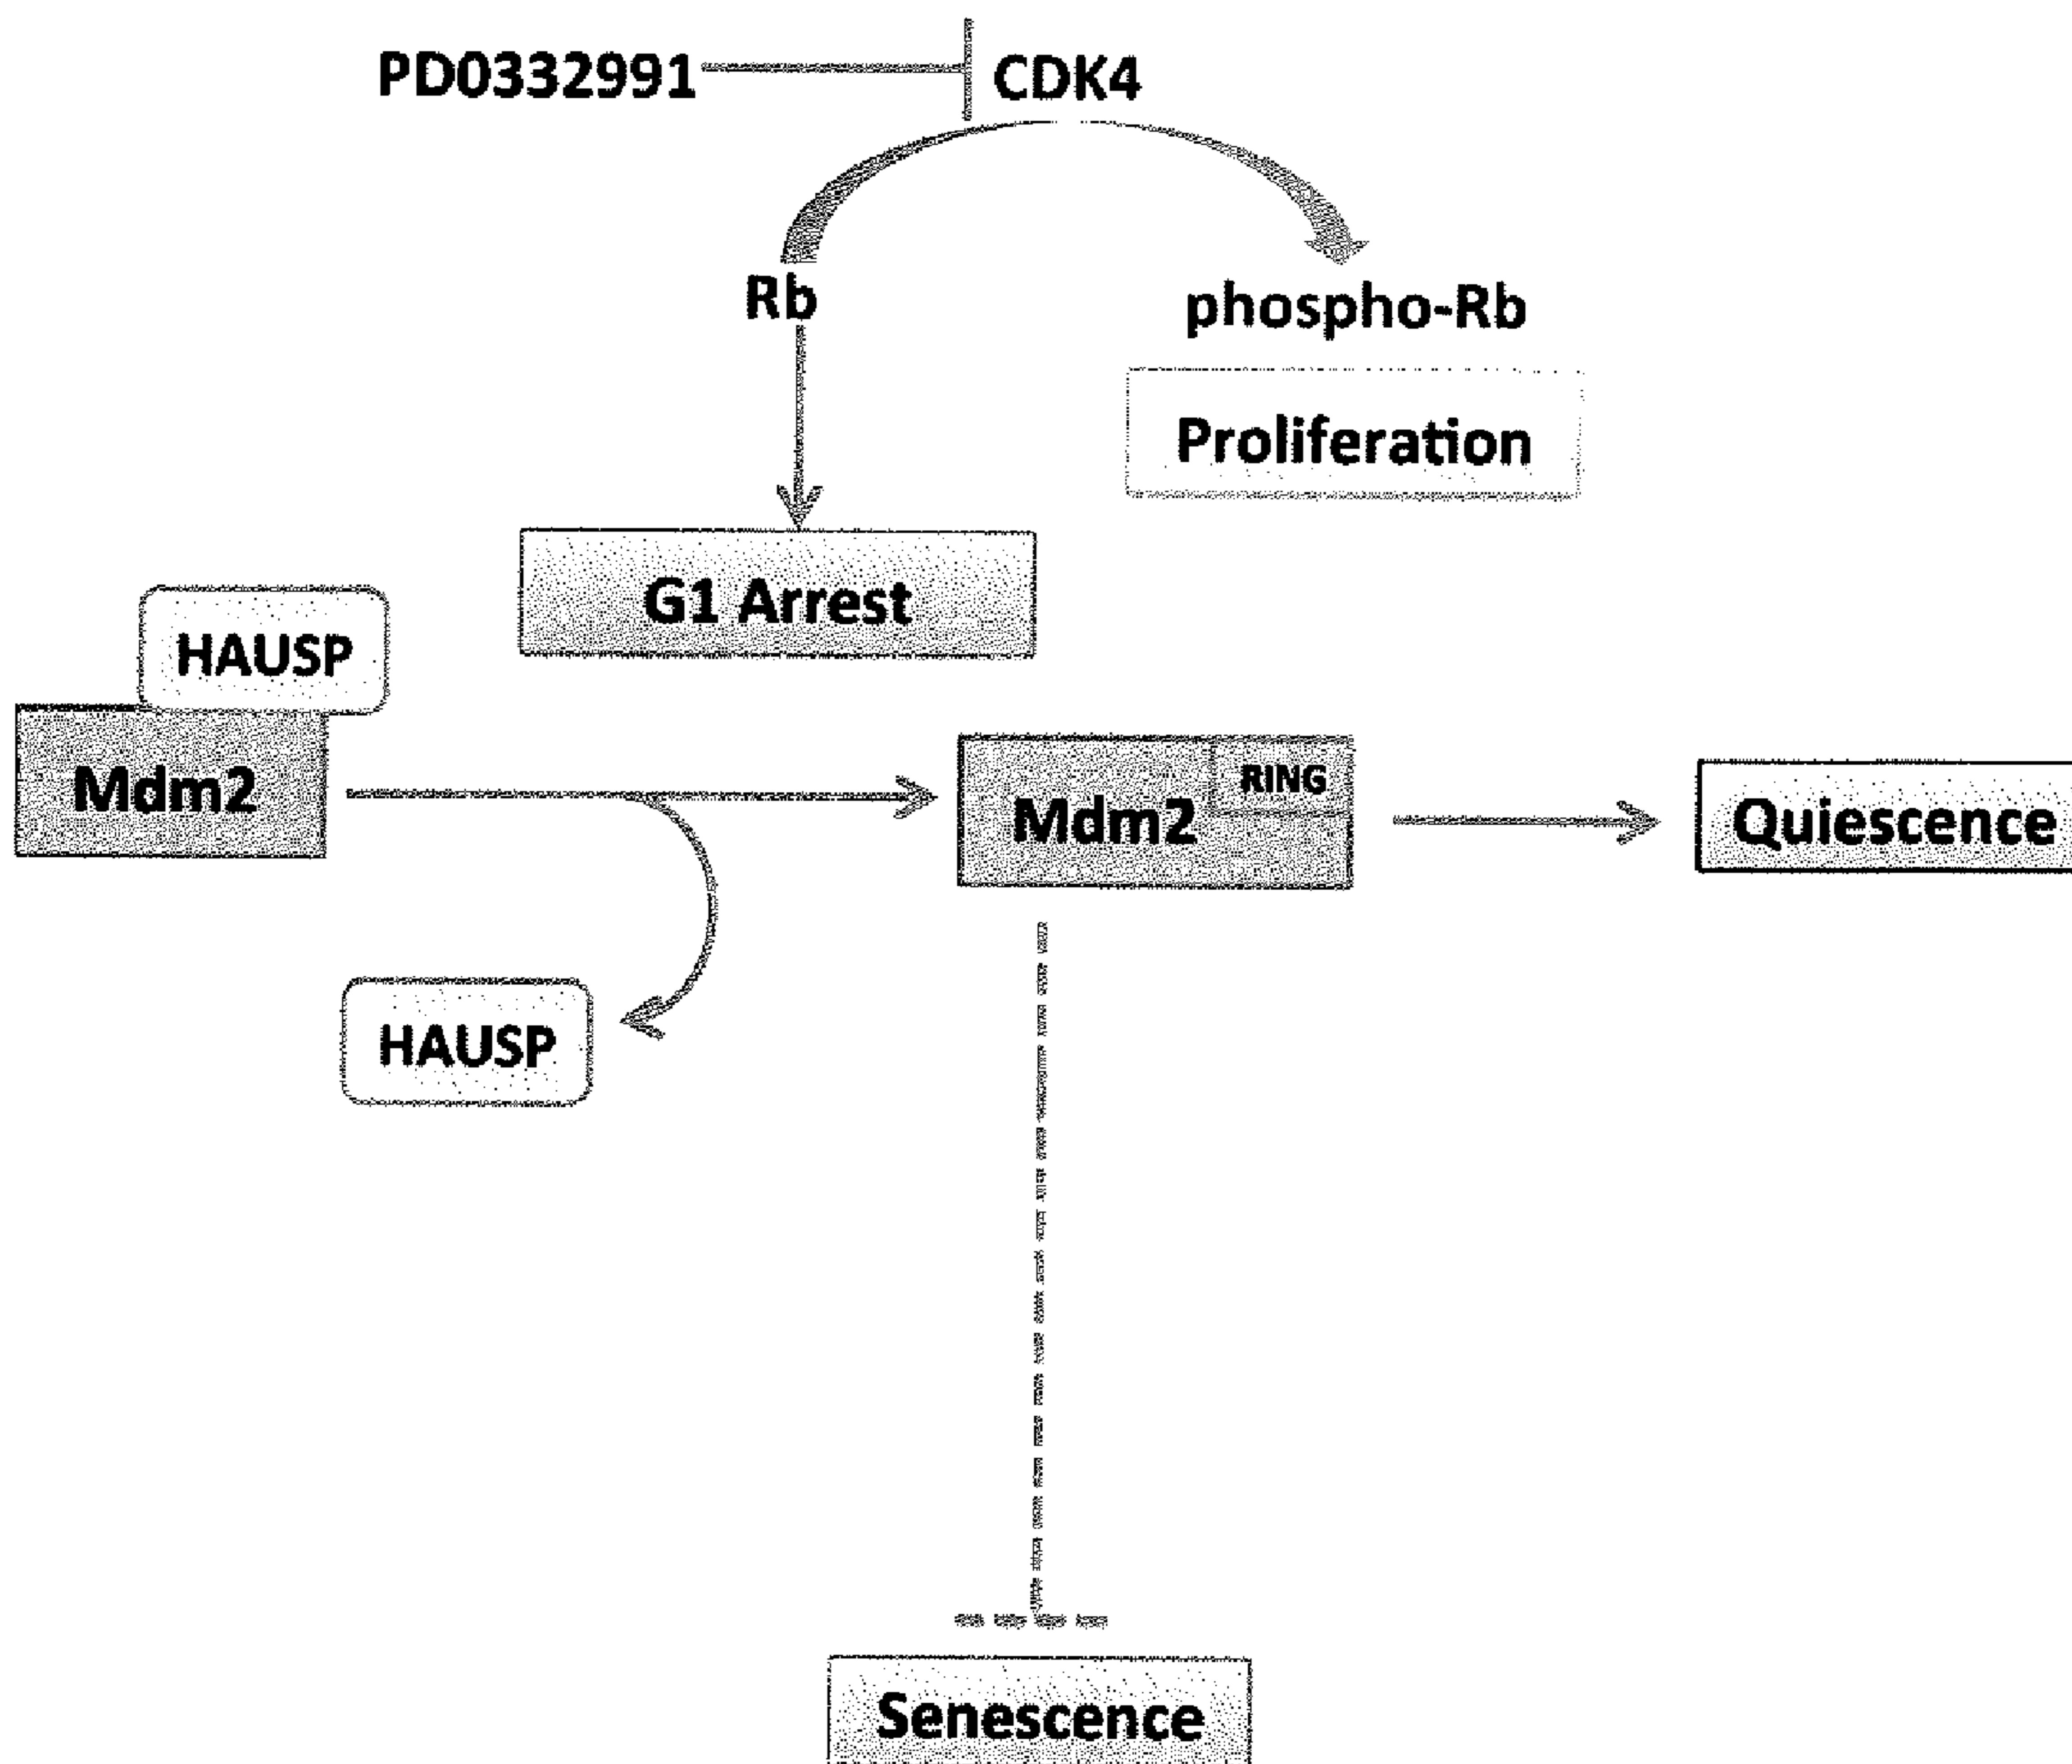 PD0332991
CDK4
Rb
phospho-Rb
Proliferation
G1 Arrest
HAUSP
Mdm2
RING
Mdm2
Quiescence
HAUSP
Senescence